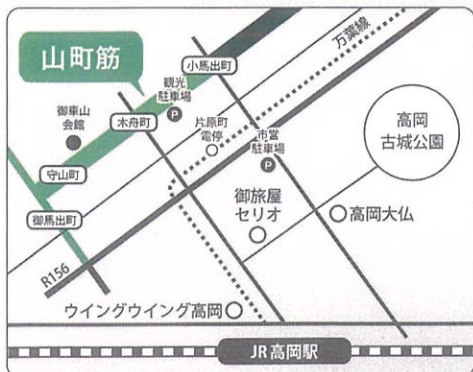 山町筋
小馬出町
万葉線
観光
駐車場
P
御車山
会館
木舟町
片原町
電停
市営
駐車場
P
高岡
古城公園
守山町
御旅屋
セリオ
高岡大仏
御馬出町
R156
ウイングウイング高岡
JR高岡駅